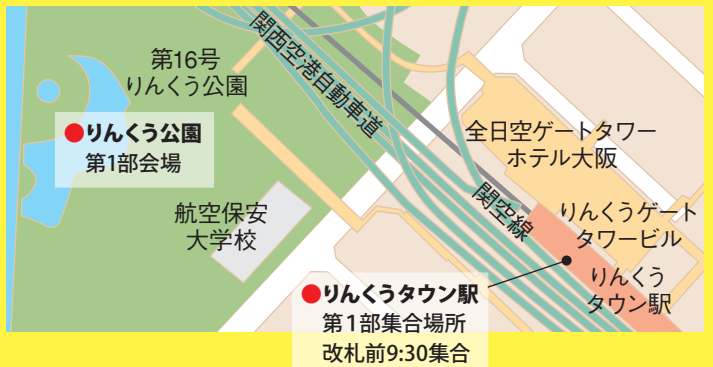 関西空港自動車道
第16号
りんくう公園
●りんくう公園
第1部会場
全日空ゲートタワー
ホテル大阪
航空保安
大学校
関空線
りんくうゲート
タワービル
りんくう
タウン駅
●りんくうタウン駅
第1部集合場所
改札前9:30集合